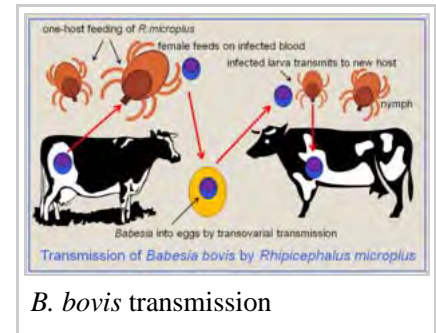 one-host feeding of R.microplus
female feeds on infected blood
infected larva transmits to new host
nymph
Babesia into eggs by transovarial transmission
Transmission of Babesia bovis by Rhipicephalus microplus
B. bovis transmission